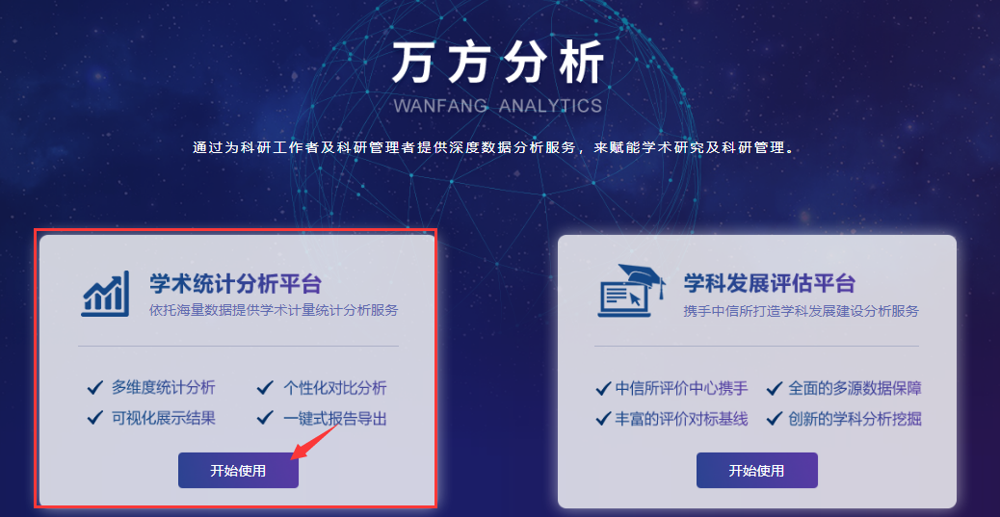 万方分析
WANFANG ANALYTICS
通过为科研工作者及科研管理者提供深度数据分析服务，来赋能学术研究及科研管理。
学术统计分析平台
依托海量数据提供学术计量统计分析服务
多维度统计分析
个性化对比分析
可视化展示结果
一键式报告导出
开始使用
学科发展评估平台
携手中信所打造学科发展建设分析服务
中信所评价中心携手
全面的多源数据保障
丰富的评价对标基线
创新的学科分析挖掘
开始使用